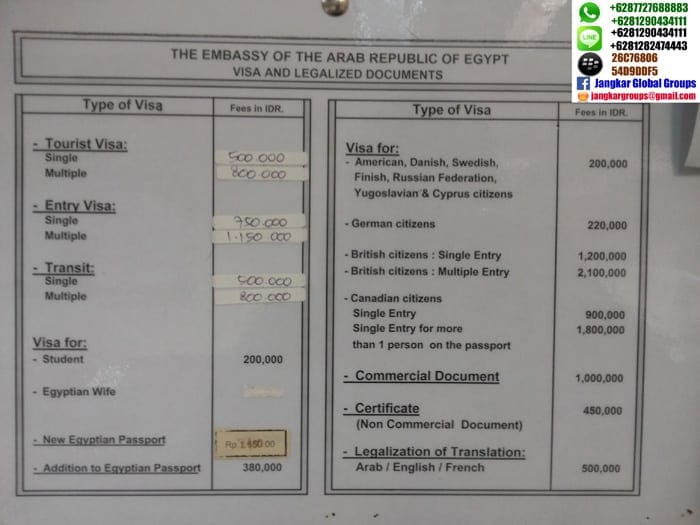 +6287727688883
+6281290434111
+6281290434111
+6281282474443
26C76806
54D9DDF5
Jangkar Global Groups
jangkargroups@gmail.com
THE EMBASSY OF THE ARAB REPUBLIC OF EGYPT
VISA AND LEGALIZED DOCUMENTS
Type of Visa Fees in IDR.
- Tourist Visa:
Single 500.000
Multiple 800.000
- Entry Visa:
Single 750.000
Multiple 1.150 000
- Transit:
Single 500.000
Multiple 800.000
Visa for:
- Student 200,000
- Egyptian Wife
- New Egyptian Passport
- Addition to Egyptian Passport 380,000
Type of Visa Fees in IDR.
Visa for:
- American, Danish, Swedish, 200,000
Finish, Russian Federation,
Yugoslavian & Cyprus citizens
- German citizens 220,000
- British citizens : Single Entry 1,200,000
- British citizens : Multiple Entry 2,100,000
- Canadian citizens
Single Entry 900,000
Single Entry for more 1,800,000
than 1 person on the passport
- Commercial Document 1,000,000
- Certificate 450,000
(Non Commercial Document)
- Legalization of Translation:
Arab / English / French 500,000